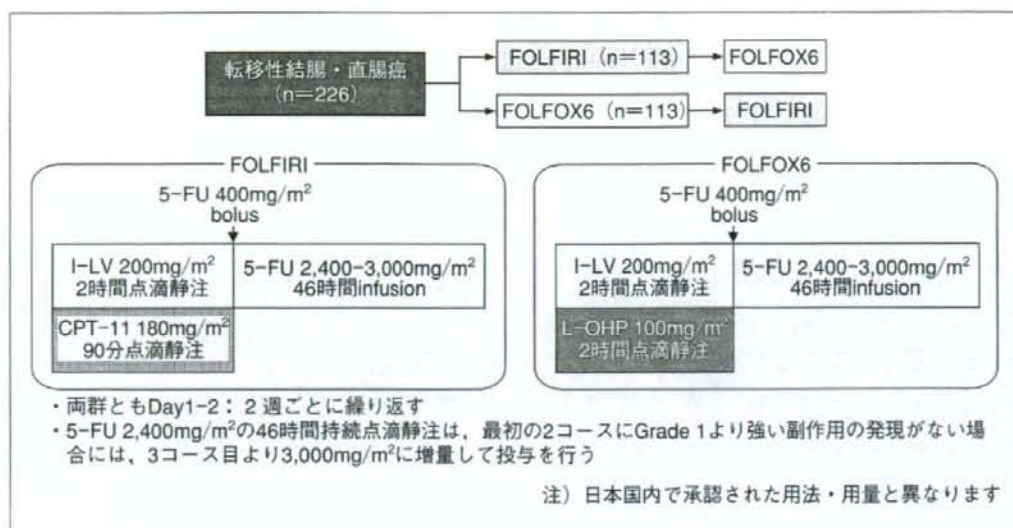 転移性結腸・直腸癌
(n=226)
FOLFIRI (n=113)
FOLFOX6
FOLFOX6 (n=113)
FOLFIRI
FOLFIRI
5-FU 400mg/m²
bolus
l-LV 200mg/m²
2時間点滴静注
5-FU 2,400-3,000mg/m²
46時間infusion
CPT-11 180mg/m²
90分点滴静注
FOLFOX6
5-FU 400mg/m²
bolus
l-LV 200mg/m²
2時間点滴静注
5-FU 2,400-3,000mg/m²
46時間infusion
L-OHP 100mg/m²
2時間点滴静注
・両群ともDay1-2：2週ごとに繰り返す
・5-FU 2,400mg/m²の46時間持続点滴静注は，最初の2コースにGrade 1より強い副作用の発現がない場
合には，3コース目より3,000mg/m²に増量して投与を行う
注）日本国内で承認された用法・用量と異なります